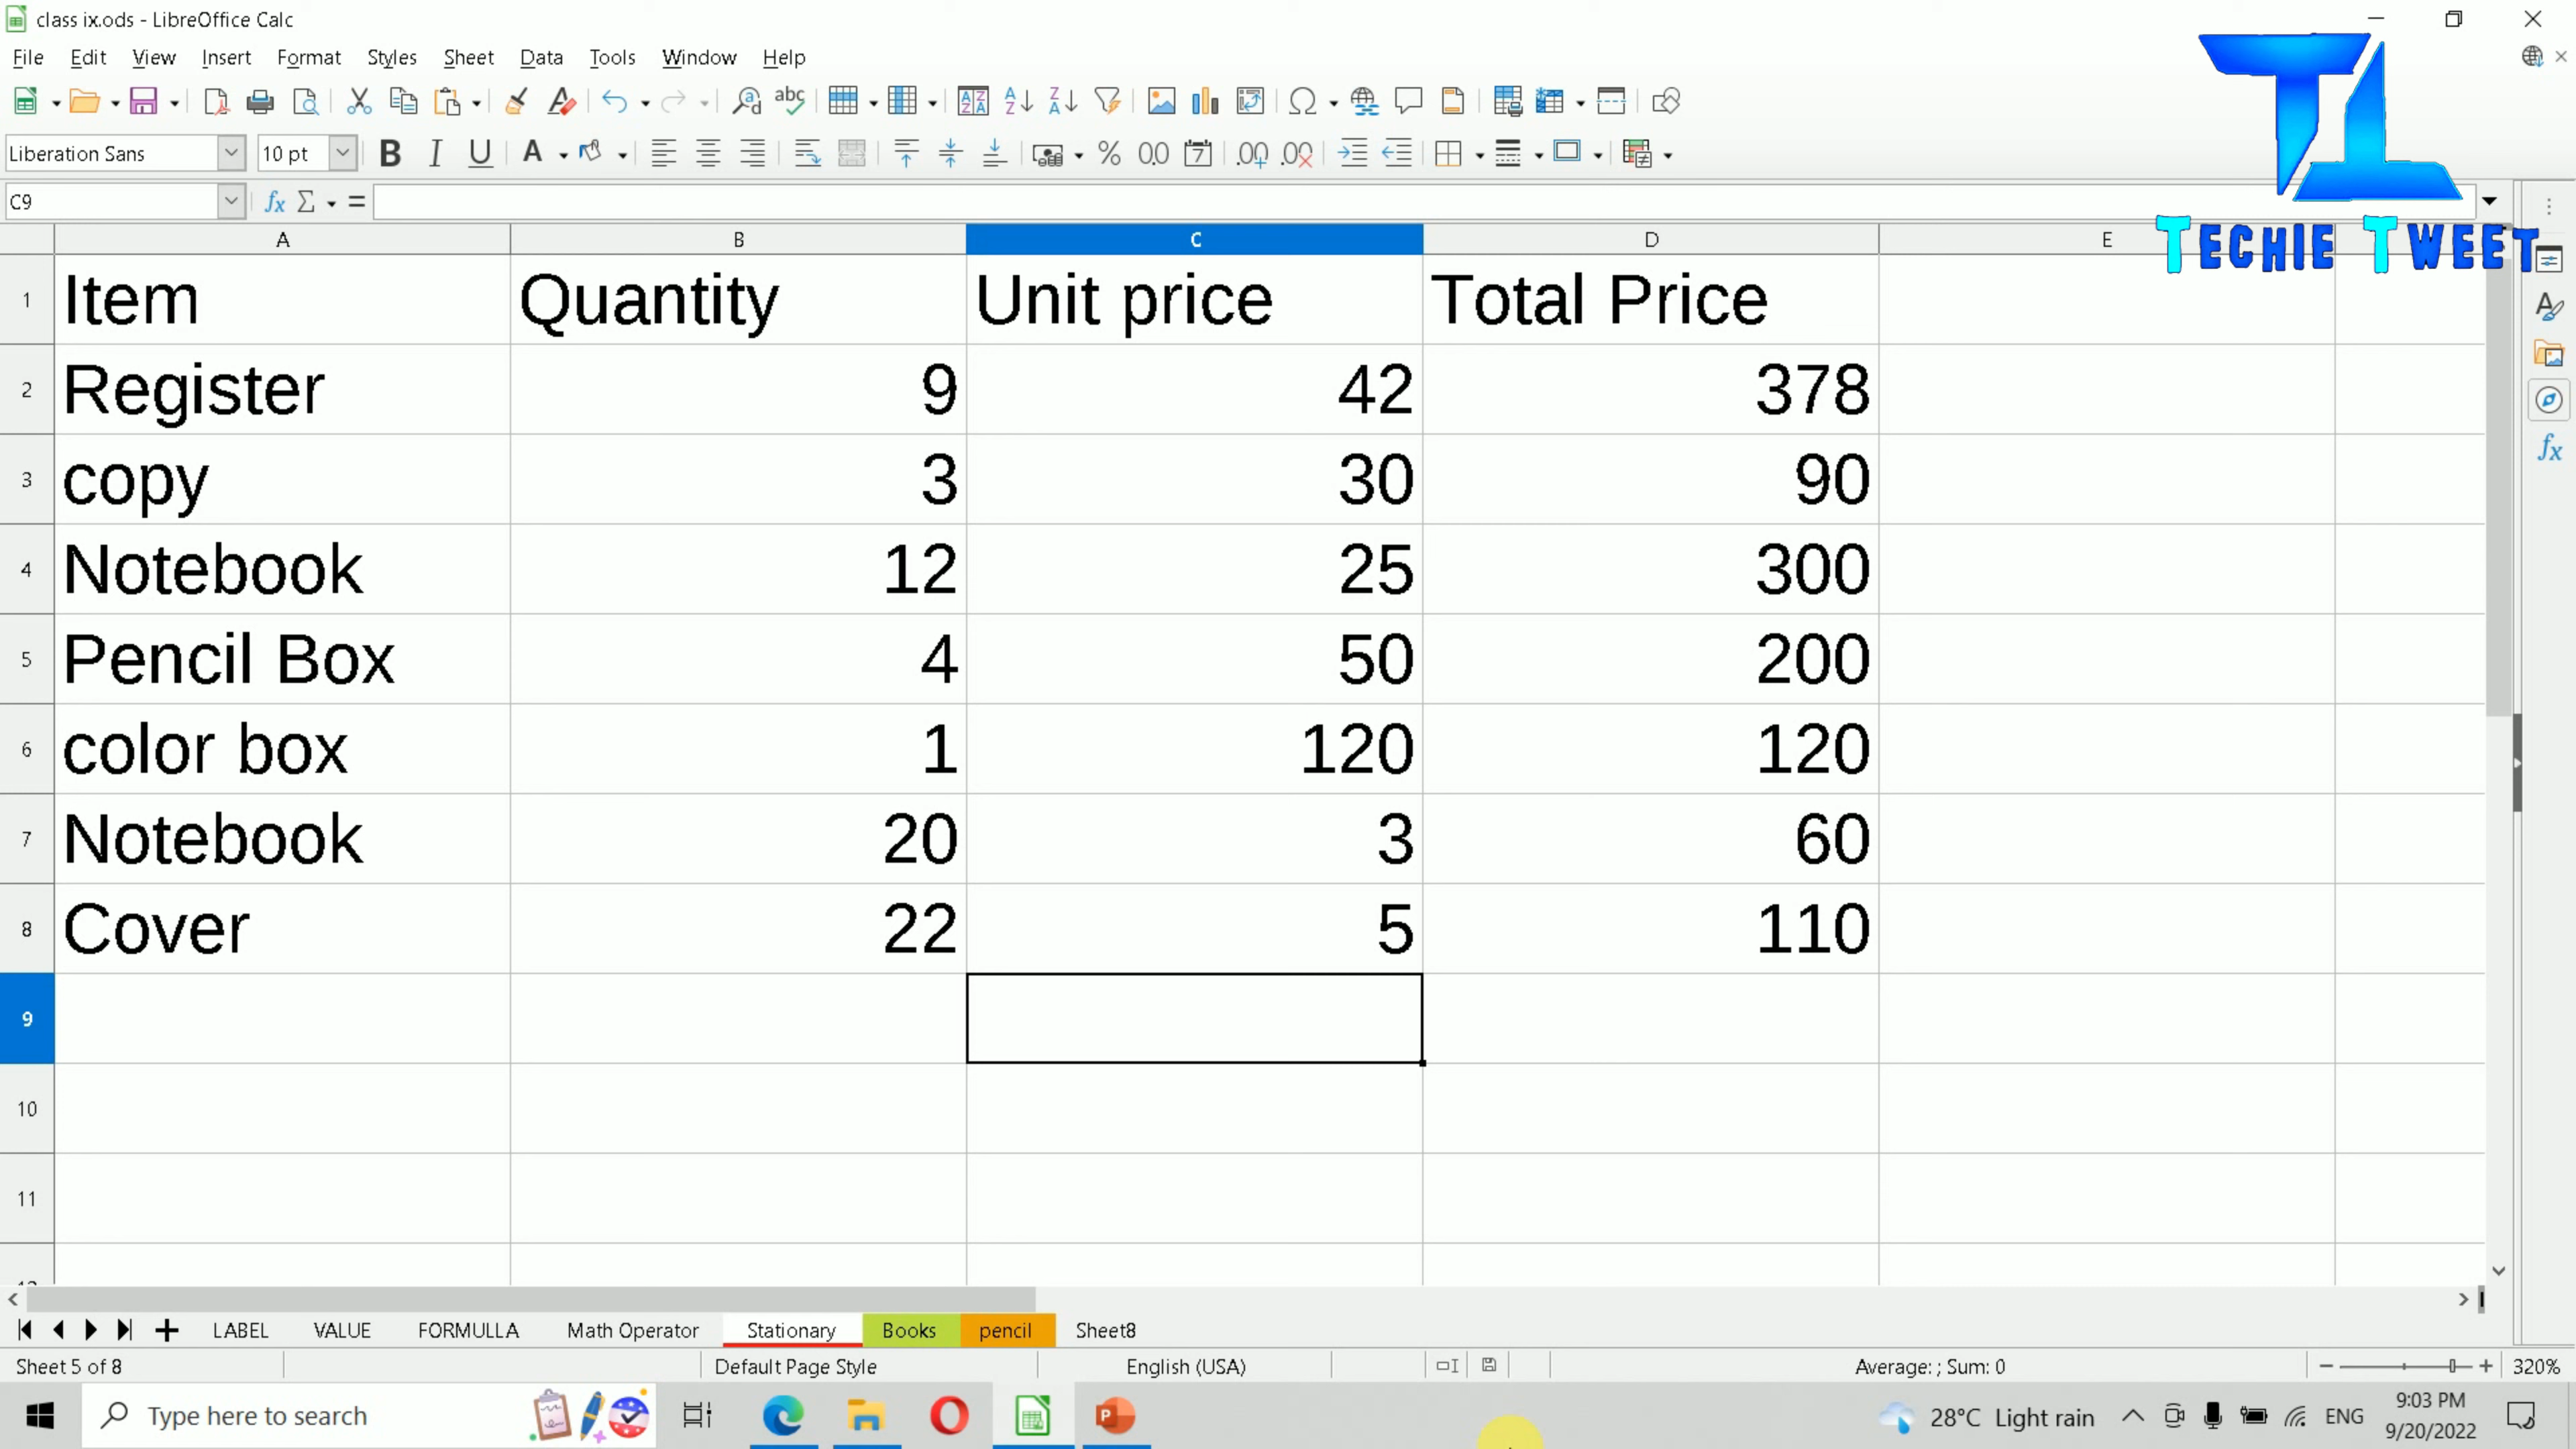 class ix.ods - LibreOffice Calc
File Edit View Insert Format Styles Sheet Data Tools Window Help
Liberation Sans 10 pt
C9
A B C D E
TECHIE TWEET
1 Item Quantity Unit price Total Price
2 Register 9 42 378
3 copy 3 30 90
4 Notebook 12 25 300
5 Pencil Box 4 50 200
6 color box 1 120 120
7 Notebook 20 3 60
8 Cover 22 5 110
9
10
11
LABEL VALUE FORMULLA Math Operator Stationary Books pencil Sheet8
Sheet 5 of 8 Default Page Style English (USA) Average: ; Sum: 0 320%
Type here to search 28°C Light rain ENG 9:03 PM
9/20/2022